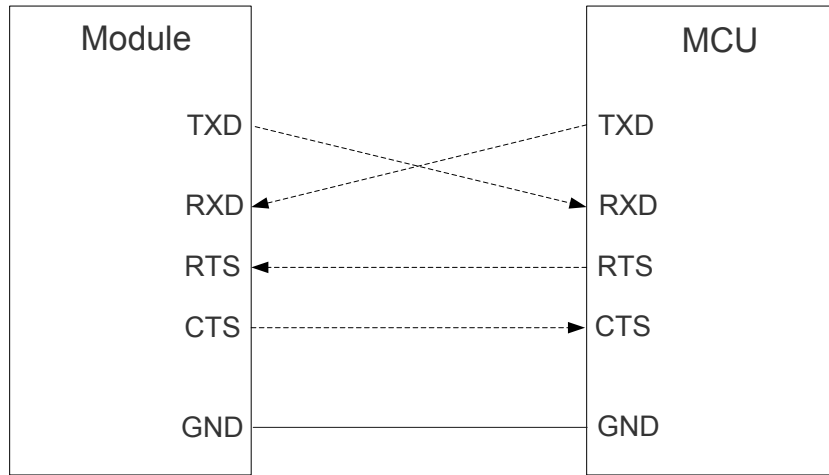 Module MCU
TXD TXD
RXD RXD
RTS RTS
CTS CTS
GND GND